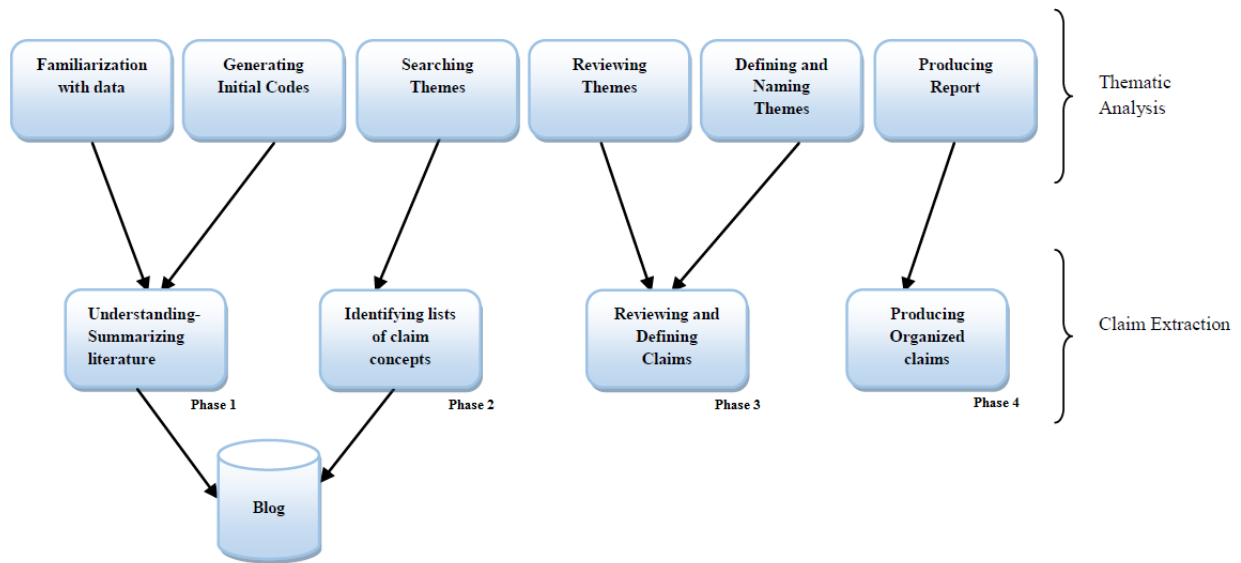 Familiarization
with data
Generating
Initial Codes
Searching
Themes
Reviewing
Themes
Defining and
Naming
Themes
Producing
Report
Thematic
Analysis
Understanding-
Summarizing
literature
Phase 1
Identifying lists
of claim
concepts
Phase 2
Reviewing and
Defining
Claims
Phase 3
Producing
Organized
claims
Phase 4
Claim Extraction
Blog